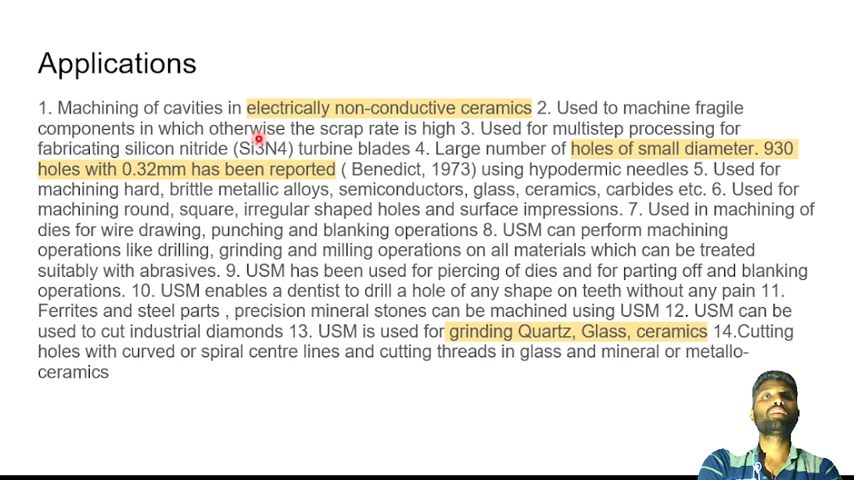 Applications
1. Machining of cavities in electrically non-conductive ceramics 2. Used to machine fragile
components in which otherwise the scrap rate is high 3. Used for multistep processing for
fabricating silicon nitride (Si3N4) turbine blades 4. Large number of holes of small diameter. 930
holes with 0.32mm has been reported ( Benedict, 1973) using hypodermic needles 5. Used for
machining hard, brittle metallic alloys, semiconductors, glass, ceramics, carbides etc. 6. Used for
machining round, square, irregular shaped holes and surface impressions. 7. Used in machining of
dies for wire drawing, punching and blanking operations 8. USM can perform machining
operations like drilling, grinding and milling operations on all materials which can be treated
suitably with abrasives. 9. USM has been used for piercing of dies and for parting off and blanking
operations. 10. USM enables a dentist to drill a hole of any shape on teeth without any pain 11.
Ferrites and steel parts , precision mineral stones can be machined using USM 12. USM can be
used to cut industrial diamonds 13. USM is used for grinding Quartz, Glass, ceramics 14.Cutting
holes with curved or spiral centre lines and cutting threads in glass and mineral or metallo-
ceramics